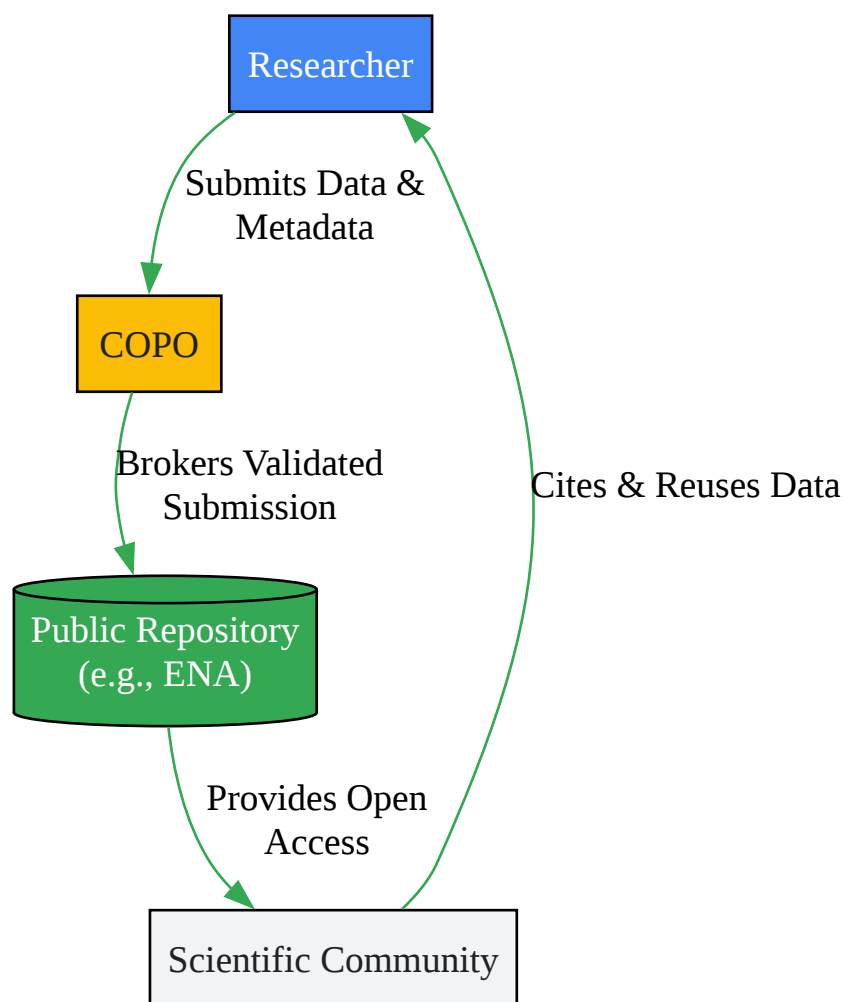 Researcher
Submits Data &
Metadata
COPO
Brokers Validated
Submission
Cites & Reuses Data
Public Repository
(e.g., ENA)
Provides Open
Access
Scientific Community